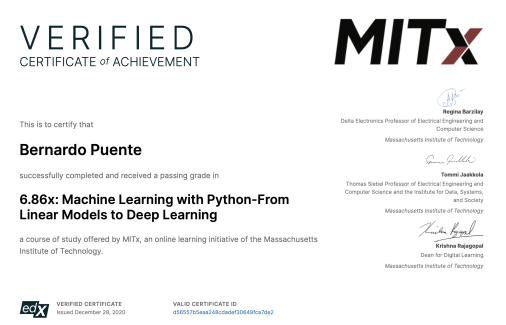 VERIFIED
CERTIFICATE of ACHIEVEMENT
MITx
This is to certify that
Bernardo Puente
successfully completed and received a passing grade in
6.86x: Machine Learning with Python-From
Linear Models to Deep Learning
a course of study offered by MITx, an online learning initiative of the Massachusetts
Institute of Technology.
Regina Barzilay
Delta Electronics Professor of Electrical Engineering and
Computer Science
Massachusetts Institute of Technology
Tommi Jaakkola
Thomas Siebel Professor of Electrical Engineering and
Computer Science and the Institute for Data, Systems,
and Society
Massachusetts Institute of Technology
Krishna Rajagopal
Dean for Digital Learning
Massachusetts Institute of Technology
edX
VERIFIED CERTIFICATE
Issued December 28, 2020
VALID CERTIFICATE ID
d56557b5eaa248cdadef30649fca7de2